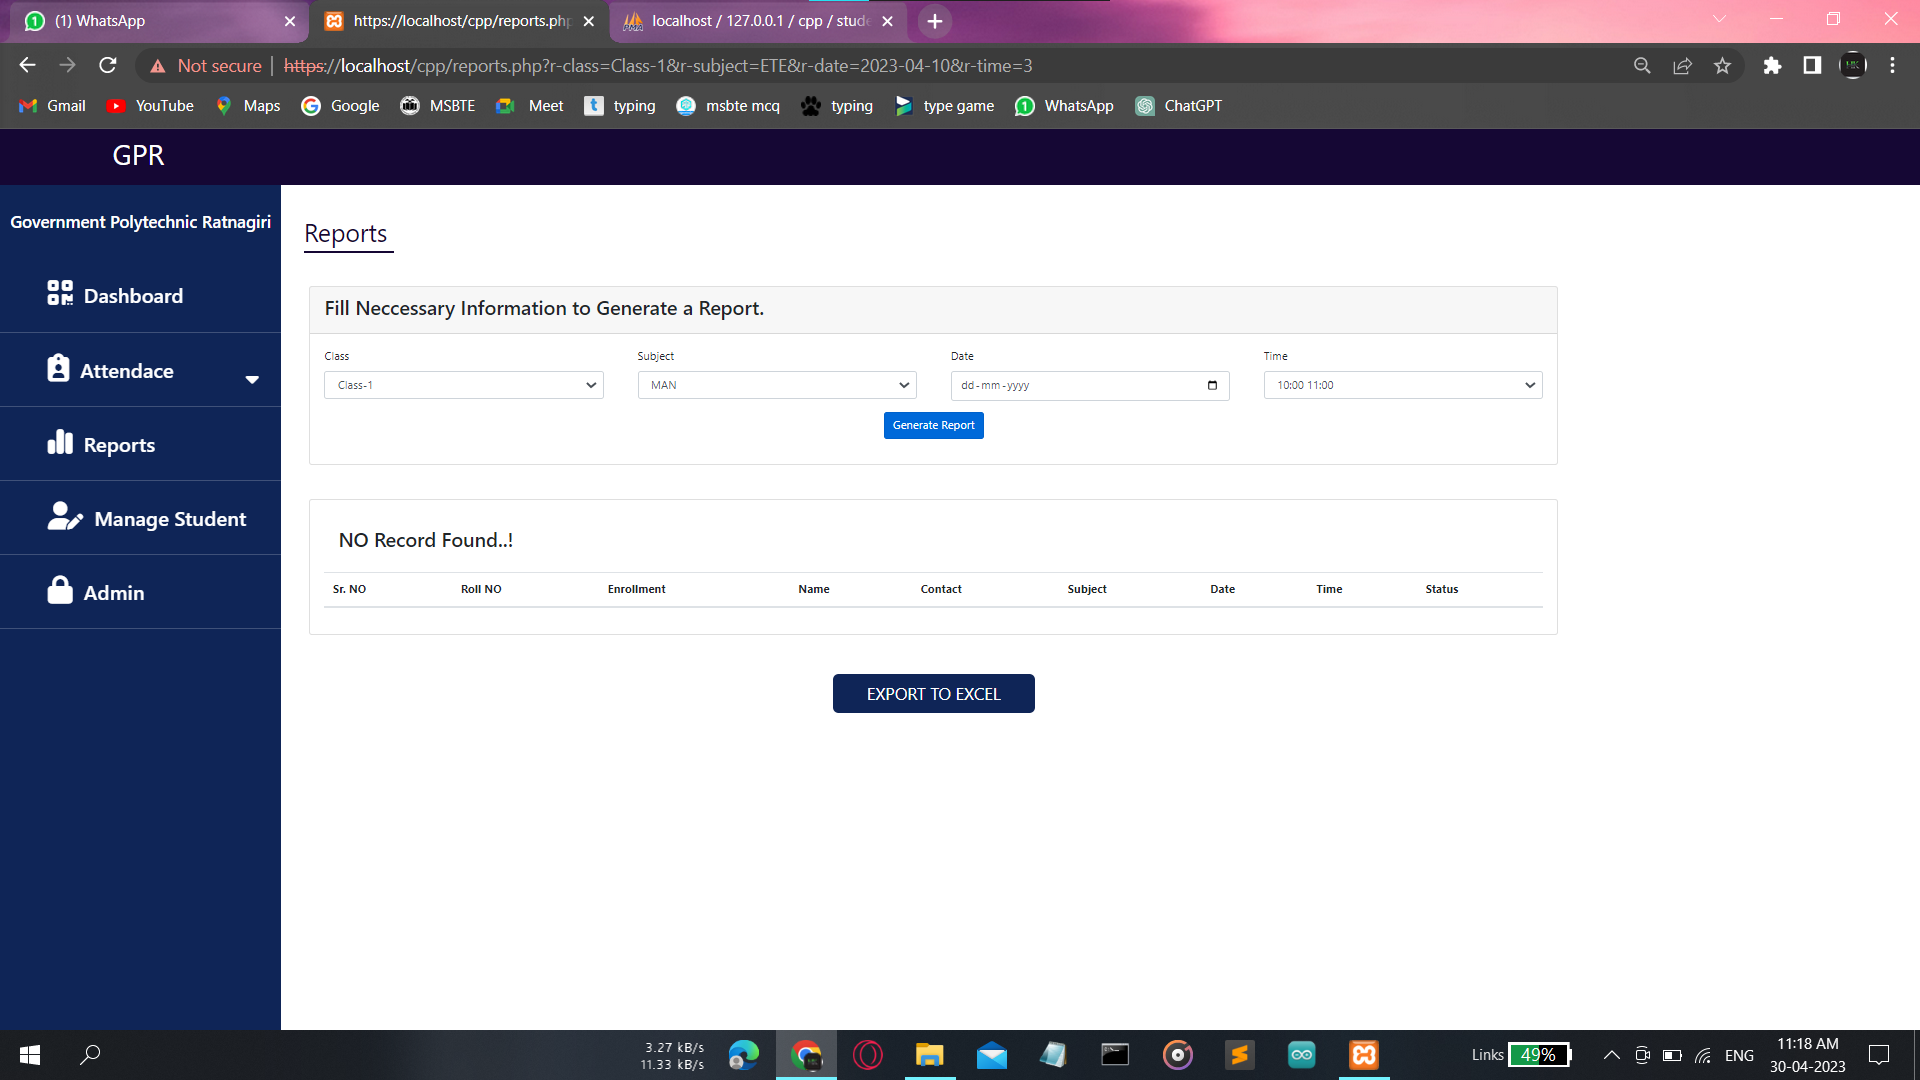 (1) WhatsApp
https://localhost/cpp/reports.php
localhost / 127.0.0.1 / cpp / stude
Not secure
https://localhost/cpp/reports.php?r-class=Class-1&r-subject=ETE&r-date=2023-04-10&r-time=3
Gmail YouTube Maps Google MSBTE Meet typing msbte mcq typing type game WhatsApp ChatGPT
GPR
Government Polytechnic Ratnagiri
Dashboard
Attendace
Reports
Manage Student
Admin
Reports
Fill Neccessary Information to Generate a Report.
Class Subject Date Time
Class-1 MAN dd-mm-yyyy 10:00 11:00
Generate Report
NO Record Found..!
Sr. NO Roll NO Enrollment Name Contact Subject Date Time Status
EXPORT TO EXCEL
3.27 kB/s
11.33 kB/s
Links 49% ENG
11:18 AM
30-04-2023